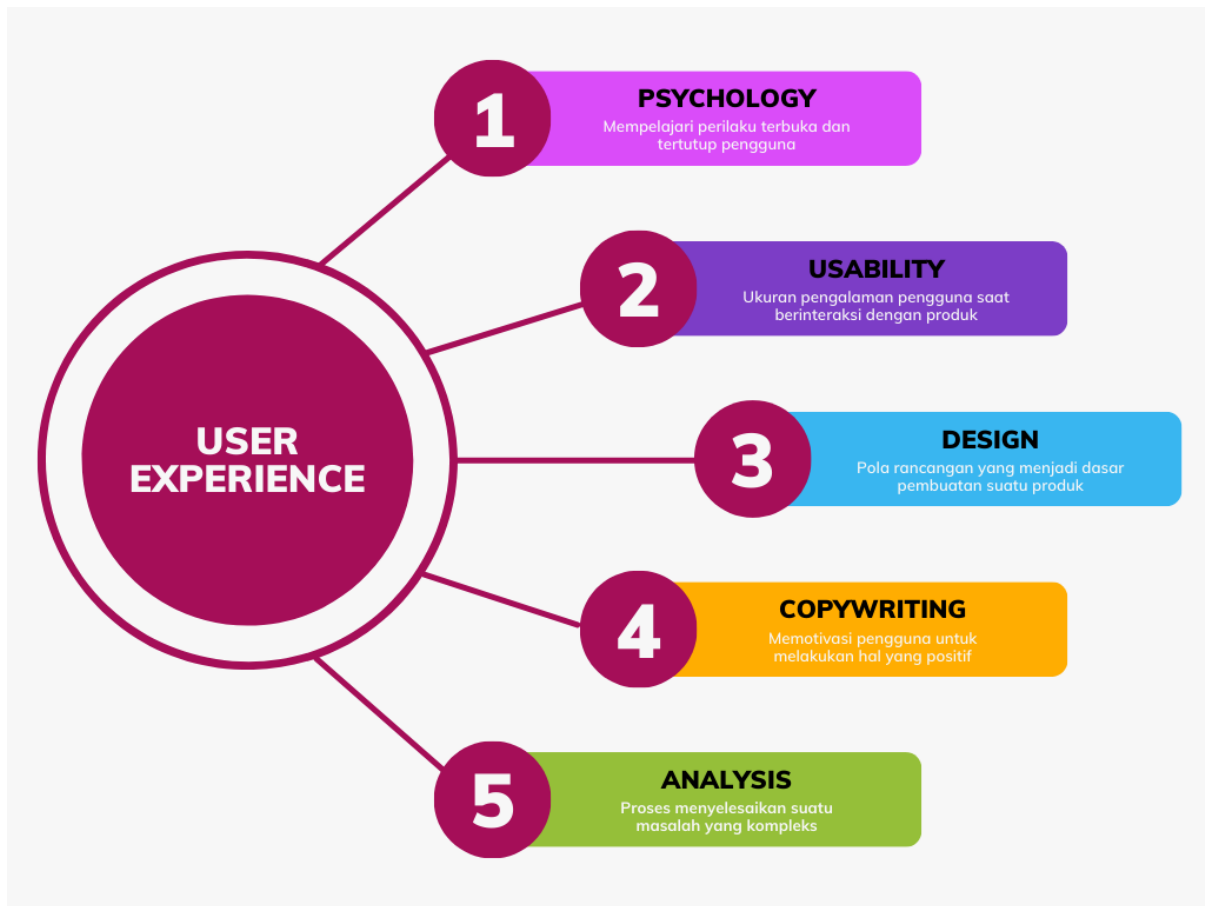 USER
EXPERIENCE
1
PSYCHOLOGY
Mempelajari perilaku terbuka dan
tertutup pengguna
2
USABILITY
Ukuran pengalaman pengguna saat
berinteraksi dengan produk
3
DESIGN
Pola rancangan yang menjadi dasar
pembuatan suatu produk
4
COPYWRITING
Memotivasi pengguna untuk
melakukan hal yang positif
5
ANALYSIS
Proses menyelesaikan suatu
masalah yang kompleks